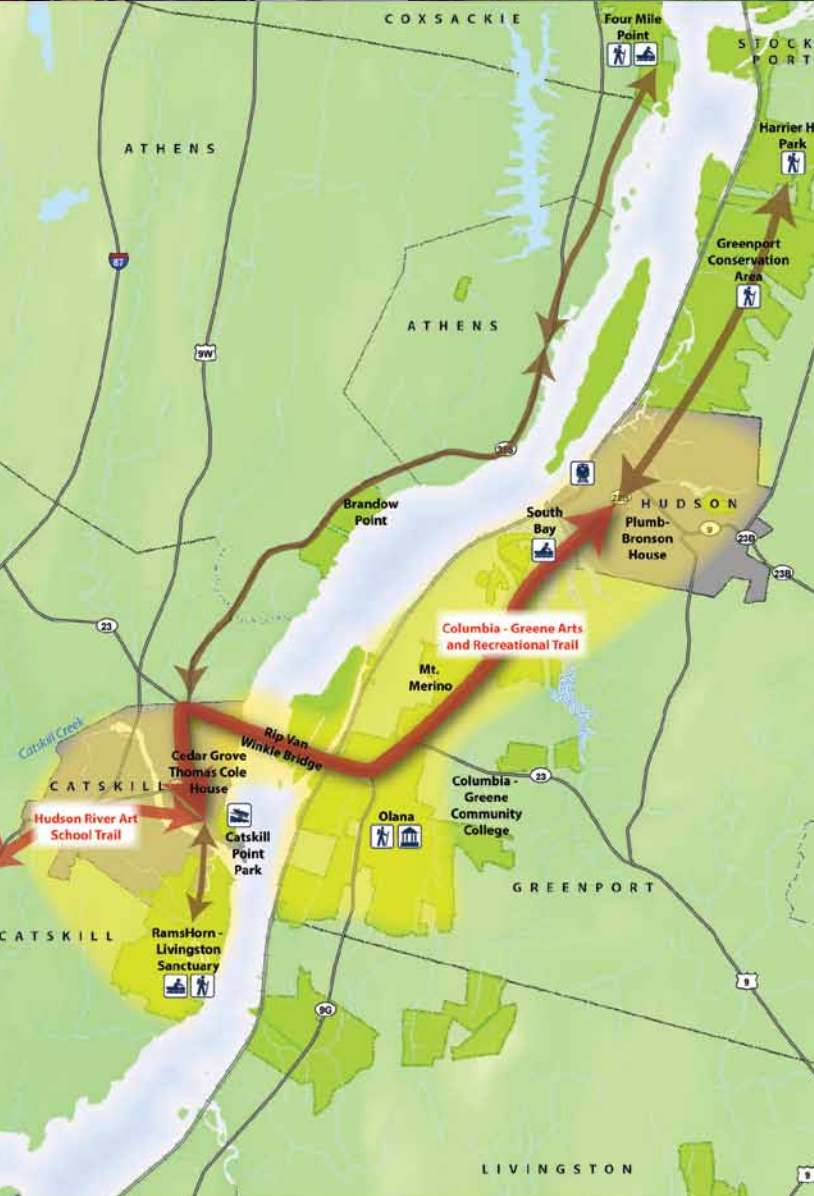 COXSACKIE
Four Mile
Point
STOCK
PORT
ATHENS
Harrier H
Park
87
Greenport
Conservation
Area
ATHENS
9W
385
HUDSON
Brandow
Point
South
Bay
Plumb-
Bronson
House
9
23B
23B
23
Columbia - Greene Arts
and Recreational Trail
Mt.
Merino
Catskill Creek
Rip Van
Winkle Bridge
Cedar Grove
Thomas Cole
House
CATSKILL
23
Columbia -
Greene
Community
College
Hudson River Art
School Trail
Olana
Catskill
Point
Park
GREENPORT
CATSKILL
RamsHorn -
Livingston
Sanctuary
9
9G
LIVINGSTON
9